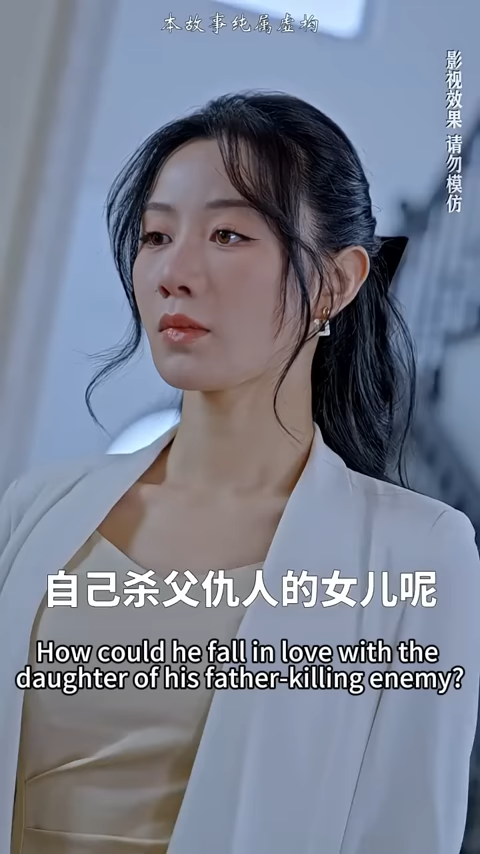 本故事纯属虚构
影视效果 请勿模仿
自己杀父仇人的女儿呢
How could he fall in love with the
daughter of his father-killing enemy?